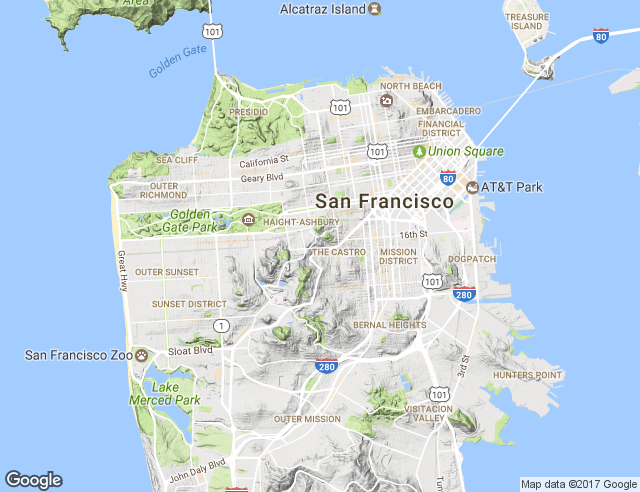 Area
Alcatraz Island
TREASURE
ISLAND
101
80
Golden Gate
NORTH BEACH
101
PRESIDIO
EMBARCADERO
FINANCIAL
DISTRICT
101
Union Square
SEA CLIFF
California St
Geary Blvd
80
AT&T Park
OUTER
RICHMOND
San Francisco
Golden
Gate Park
HAIGHT-ASHBURY
16th St
THE CASTRO
MISSION
DISTRICT
DOGPATCH
Great Hwy
OUTER SUNSET
101
280
SUNSET DISTRICT
1
BERNAL HEIGHTS
San Francisco Zoo
Sloat Blvd
280
3rd St
HUNTERS POINT
Lake
Merced Park
101
VISITACION
VALLEY
OUTER MISSION
John Daly Blvd
Google
Map data ©2017 Google